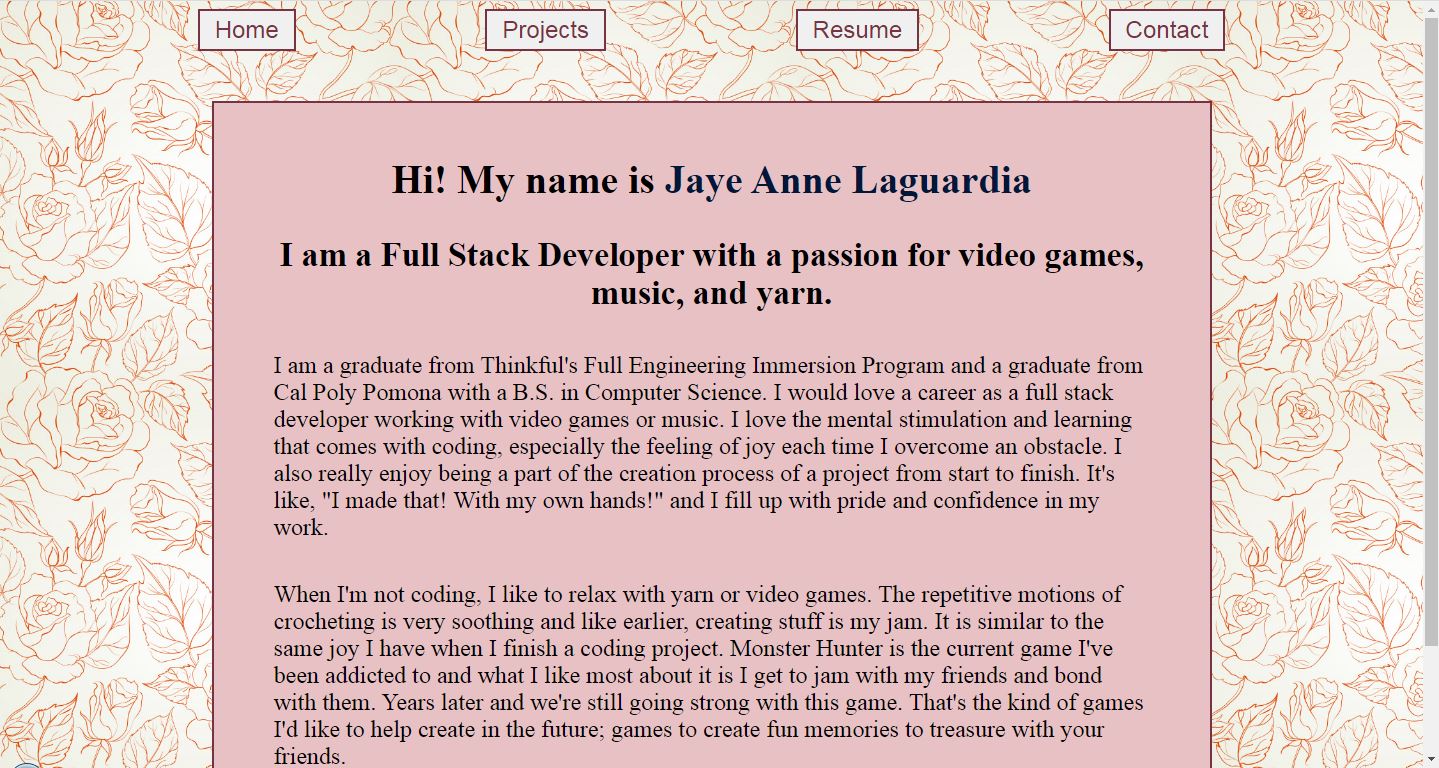 Home Projects Resume Contact
Hi! My name is Jaye Anne Laguardia
I am a Full Stack Developer with a passion for video games,
music, and yarn.
I am a graduate from Thinkful's Full Engineering Immersion Program and a graduate from
Cal Poly Pomona with a B.S. in Computer Science. I would love a career as a full stack
developer working with video games or music. I love the mental stimulation and learning
that comes with coding, especially the feeling of joy each time I overcome an obstacle. I
also really enjoy being a part of the creation process of a project from start to finish. It's
like, "I made that! With my own hands!" and I fill up with pride and confidence in my
work.
When I'm not coding, I like to relax with yarn or video games. The repetitive motions of
crocheting is very soothing and like earlier, creating stuff is my jam. It is similar to the
same joy I have when I finish a coding project. Monster Hunter is the current game I've
been addicted to and what I like most about it is I get to jam with my friends and bond
with them. Years later and we're still going strong with this game. That's the kind of games
I'd like to help create in the future; games to create fun memories to treasure with your
friends.